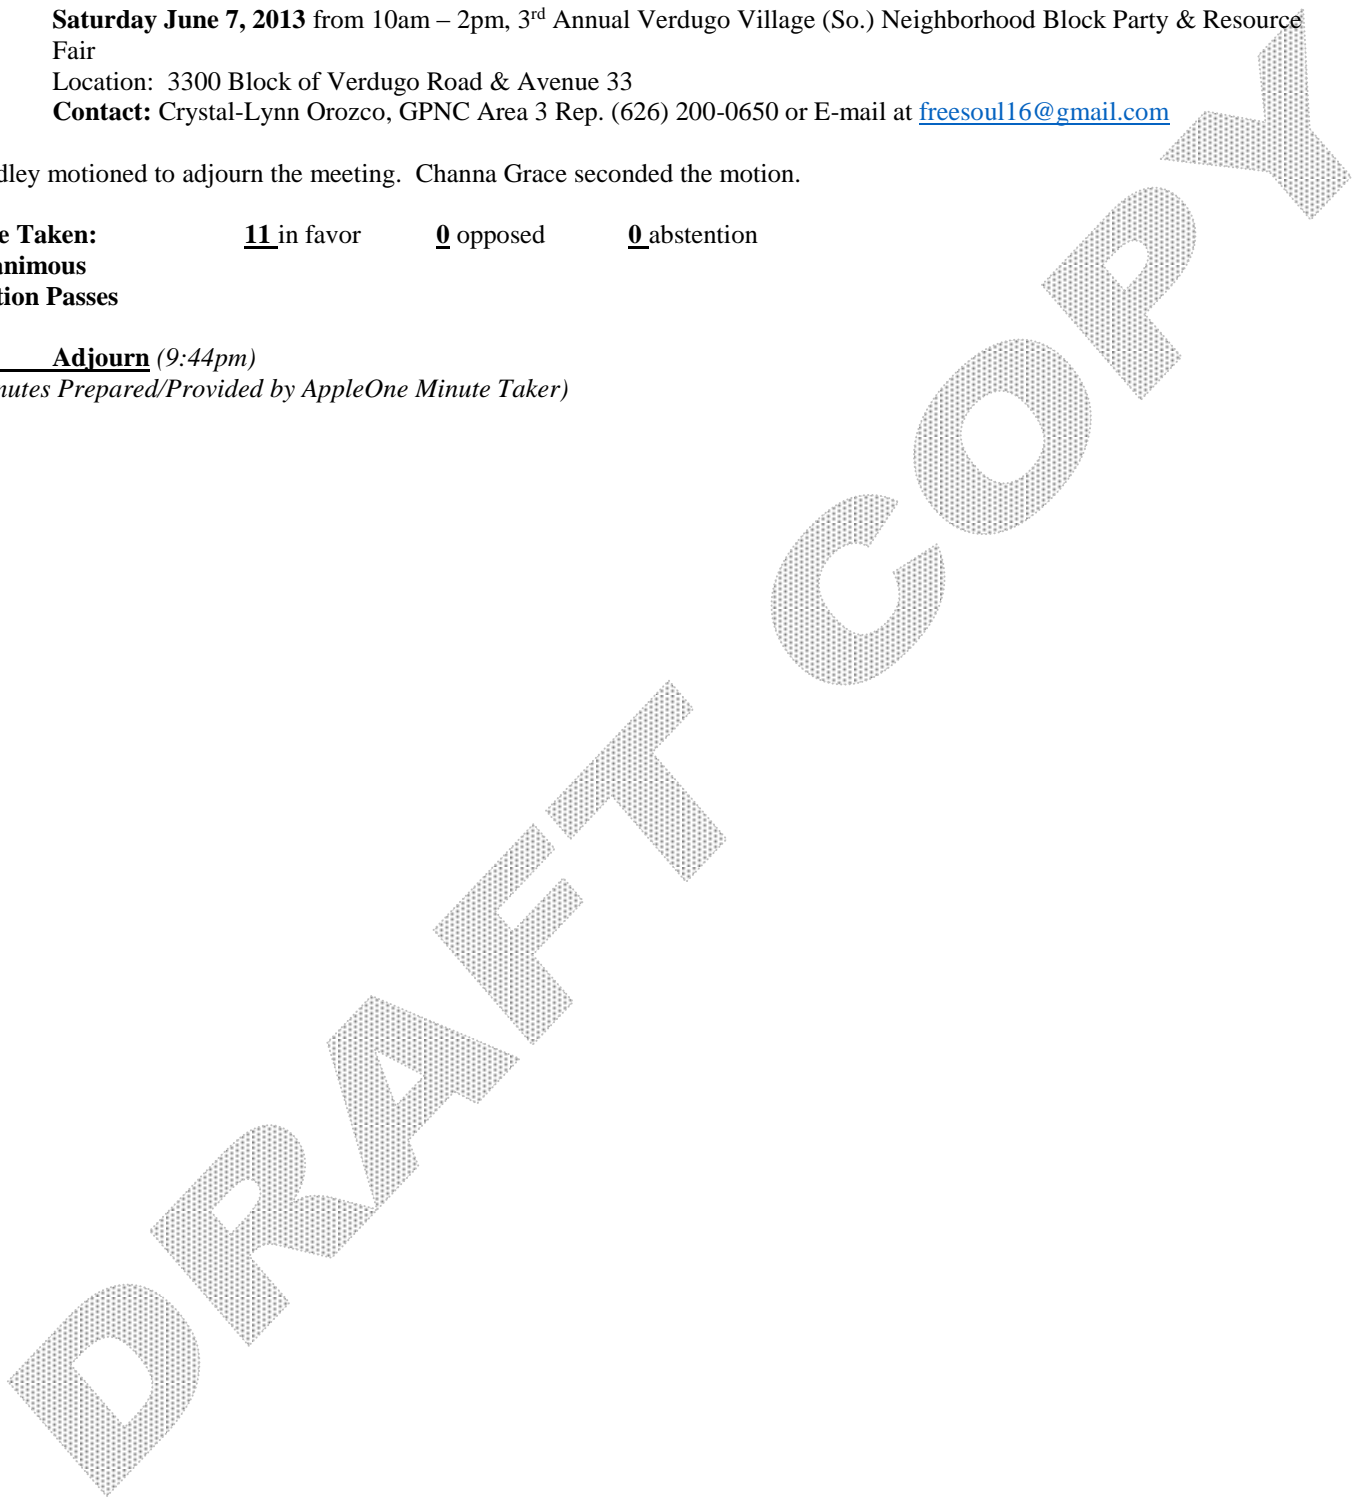 Saturday June 7, 2013 from 10am – 2pm, 3rd Annual Verdugo Village (So.) Neighborhood Block Party & Resource
Fair
Location: 3300 Block of Verdugo Road & Avenue 33
Contact: Crystal-Lynn Orozco, GPNC Area 3 Rep. (626) 200-0650 or E-mail at freesoul16@gmail.com
dley motioned to adjourn the meeting. Channa Grace seconded the motion.
e Taken: 11 in favor 0 opposed 0 abstention
animous
tion Passes
Adjourn (9:44pm)
nutes Prepared/Provided by AppleOne Minute Taker)
DRAFT COPY